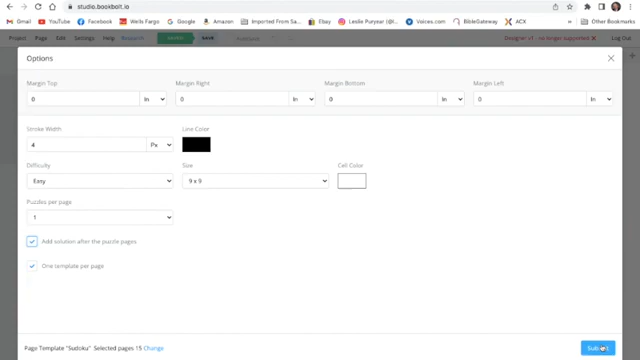 studio.bookbolt.io
Gmail YouTube Facebook Wells Fargo Google Amazon Imported From Sa... Ebay Leslie Puryear (@l... Voices.com BibleGateway ACX Other Bookmarks
Project Page Edit Settings Help Research SAVE Designer v1 - no longer supported Log Out
Options
Margin Top Margin Right Margin Bottom Margin Left
0 In 0 In 0 In 0 In
Stroke Width Line Color
4 Px
Difficulty Size Cell Color
Easy 9 x 9
Puzzles per page
1
Add solution after the puzzle pages
One template per page
Page Template "Sudoku" Selected pages 15 Change